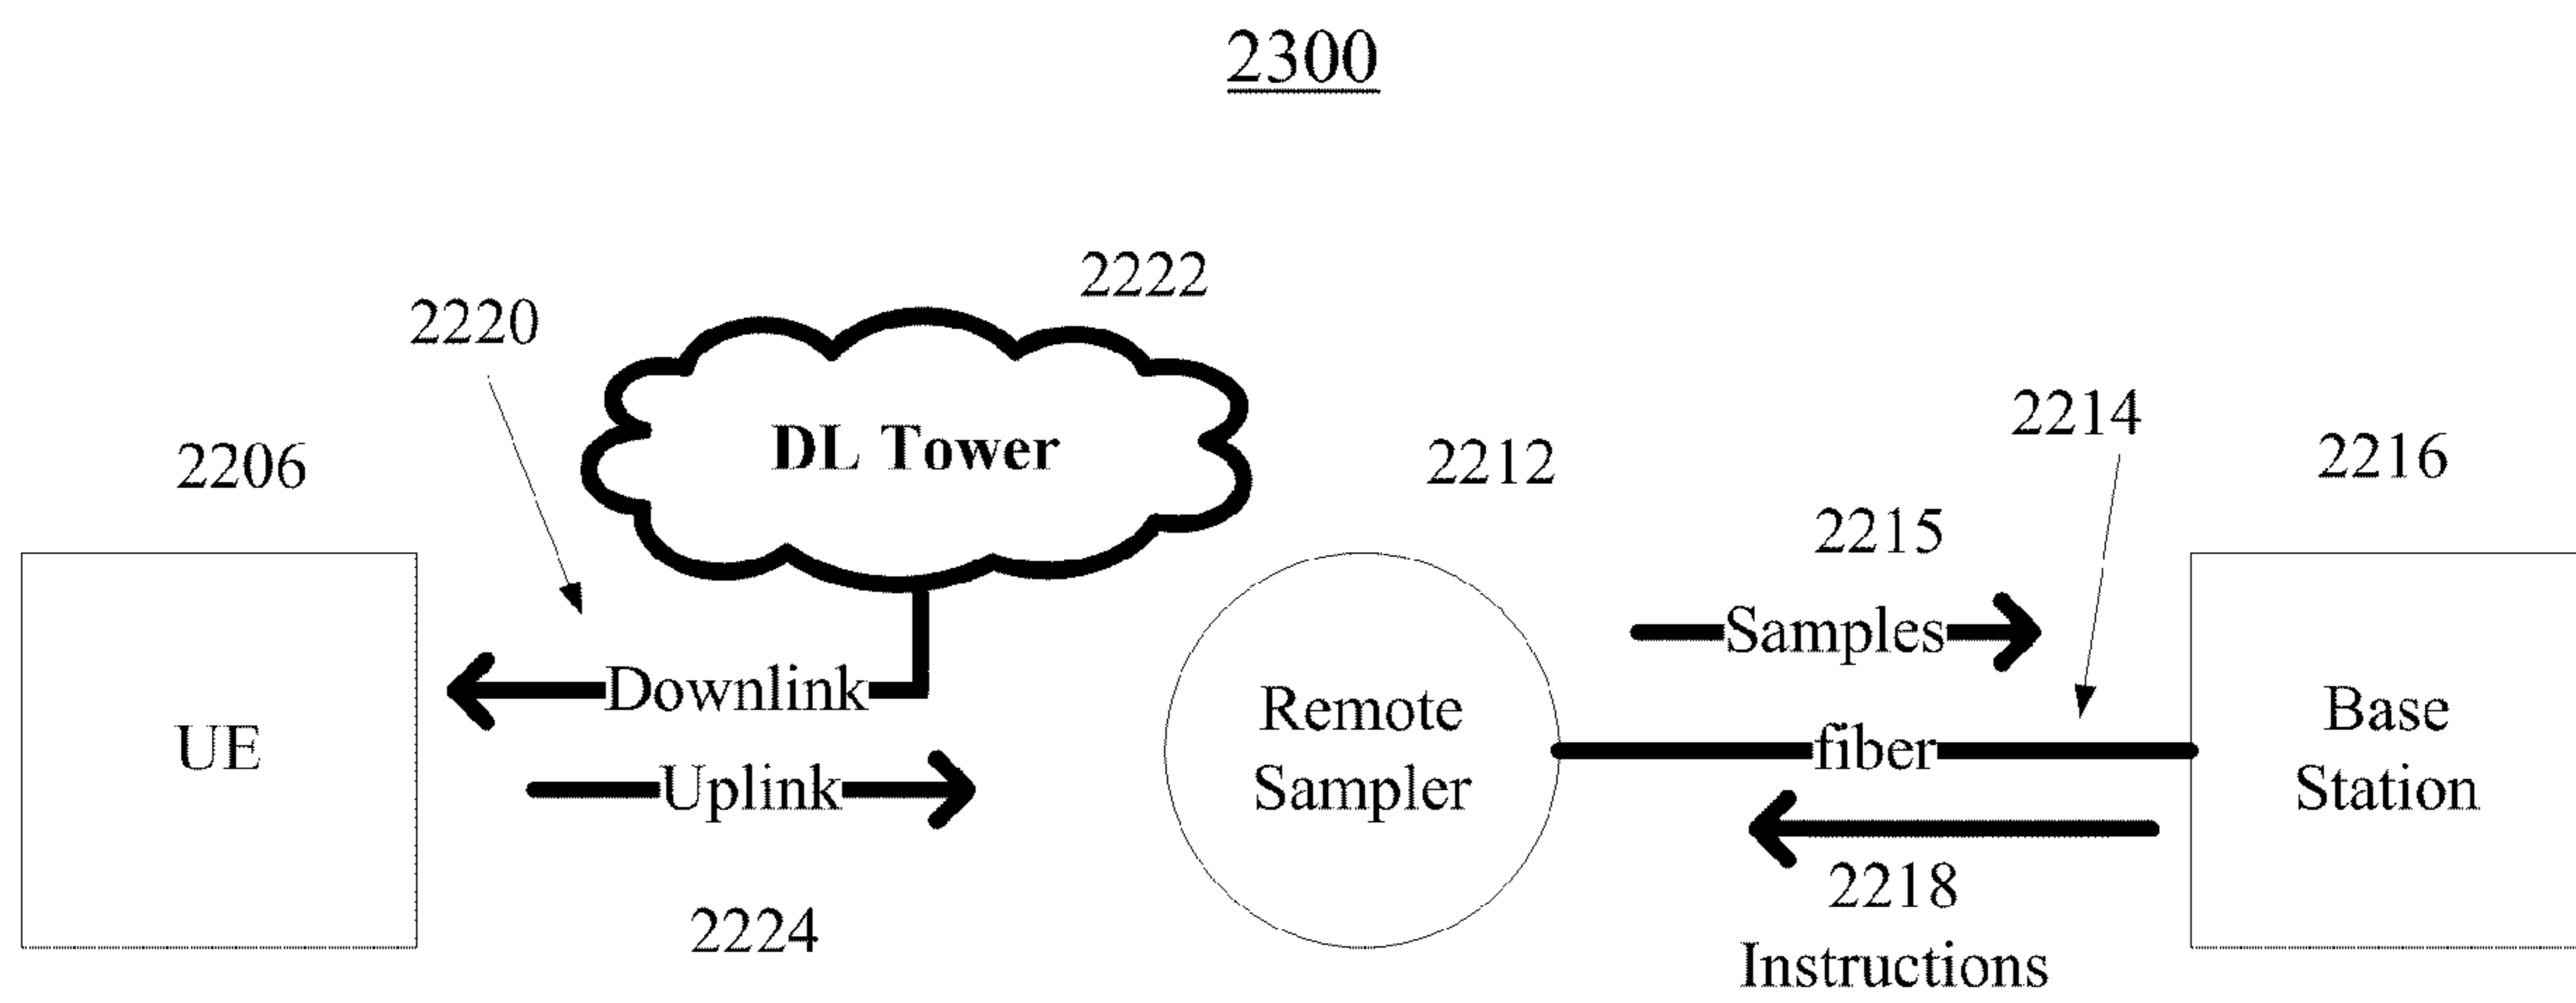 2300
2222
2220
DL Tower
2206
2212
2214
2216
2215
Samples
Downlink
UE
Uplink
2224
Remote
Sampler
fiber
2218
Instructions
Base
Station